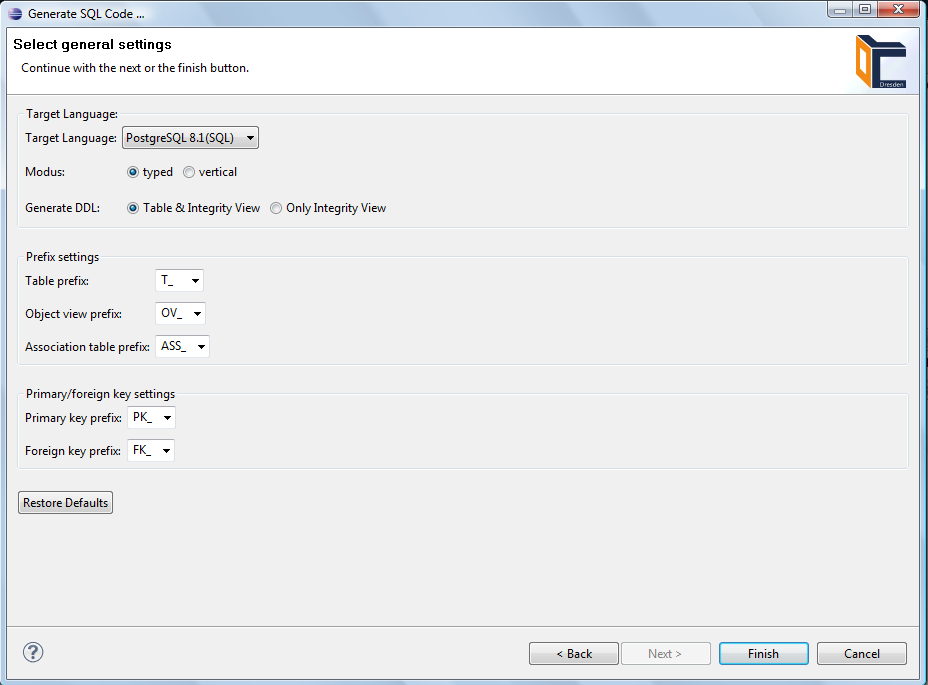 Generate SQL Code ...
Select general settings
Continue with the next or the finish button.
Dresden
Target Language:
Target Language: PostgreSQL 8.1(SQL)
Modus: typed vertical
Generate DDL: Table & Integrity View Only Integrity View
Prefix settings
Table prefix: T_
Object view prefix: OV_
Association table prefix: ASS_
Primary/foreign key settings
Primary key prefix: PK_
Foreign key prefix: FK_
Restore Defaults
? < Back Next > Finish Cancel